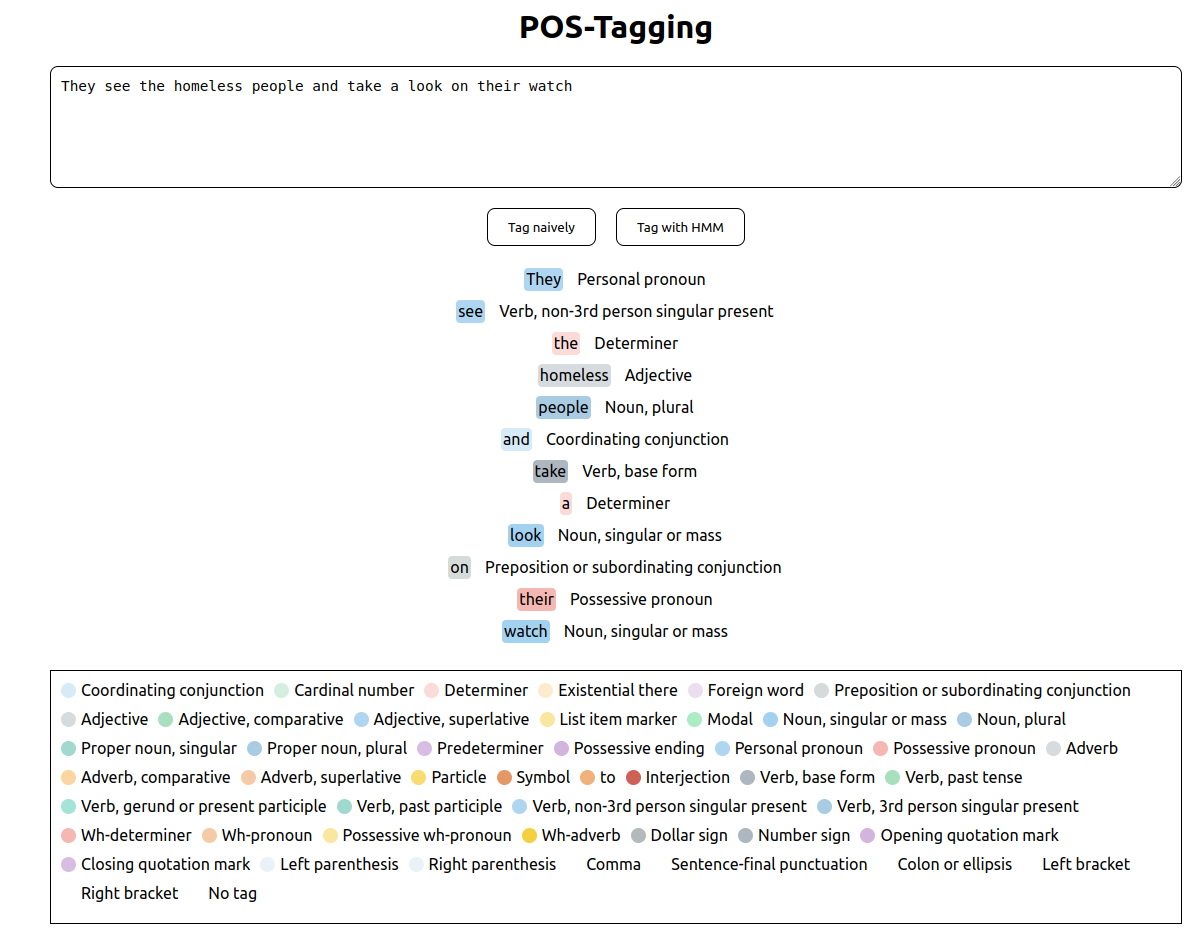 POS-Tagging
They see the homeless people and take a look on their watch
Tag naively Tag with HMM
They Personal pronoun
see Verb, non-3rd person singular present
the Determiner
homeless Adjective
people Noun, plural
and Coordinating conjunction
take Verb, base form
a Determiner
look Noun, singular or mass
on Preposition or subordinating conjunction
their Possessive pronoun
watch Noun, singular or mass
Coordinating conjunction Cardinal number Determiner Existential there Foreign word Preposition or subordinating conjunction
Adjective Adjective, comparative Adjective, superlative List item marker Modal Noun, singular or mass Noun, plural
Proper noun, singular Proper noun, plural Predeterminer Possessive ending Personal pronoun Possessive pronoun Adverb
Adverb, comparative Adverb, superlative Particle Symbol to Interjection Verb, base form Verb, past tense
Verb, gerund or present participle Verb, past participle Verb, non-3rd person singular present Verb, 3rd person singular present
Wh-determiner Wh-pronoun Possessive wh-pronoun Wh-adverb Dollar sign Number sign Opening quotation mark
Closing quotation mark Left parenthesis Right parenthesis Comma Sentence-final punctuation Colon or ellipsis Left bracket
Right bracket No tag